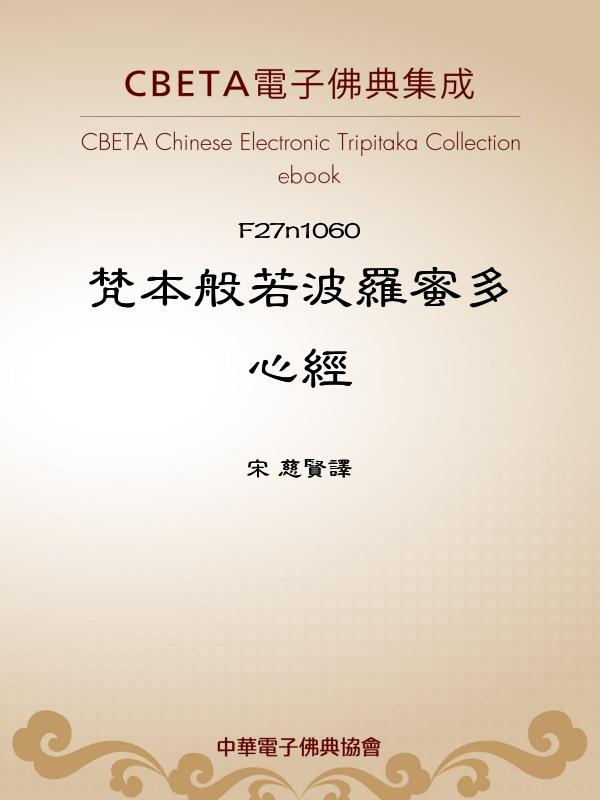 CBETA電子佛典集成
CBETA Chinese Electronic Tripitaka Collection
ebook
F27n1060
梵本般若波羅蜜多
心經
宋 慈賢譯
中華電子佛典協會